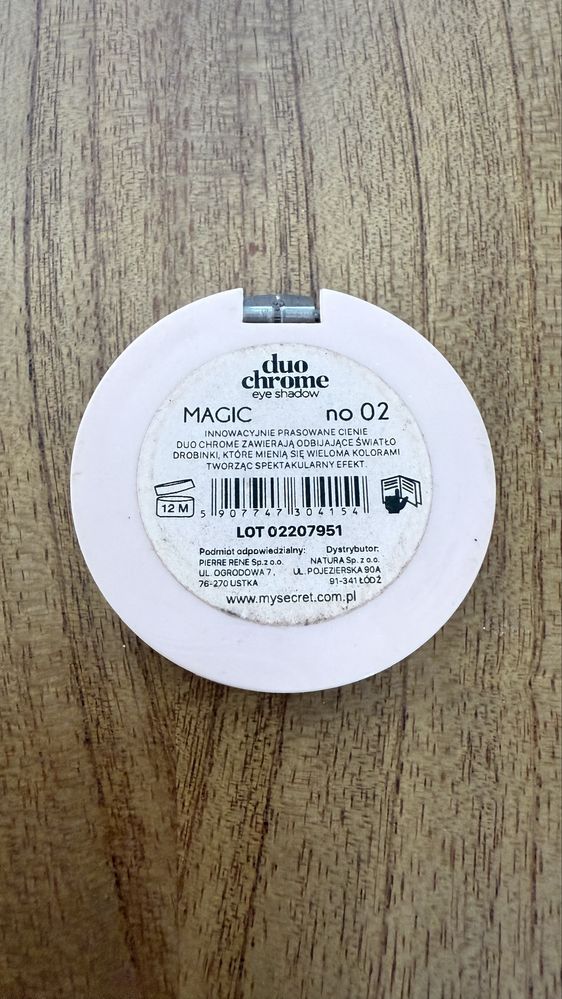 duo
chrome
eye shadow
MAGIC no 02
INNOWACYJNIE PRASOWANE CIENIE
DUO CHROME ZAWIERAJĄ ODBIJAJĄCE ŚWIATŁO
DROBINKI, KTÓRE MIENIĄ SIĘ WIELOMA KOLORAMI
TWORZĄC SPEKTAKULARNY EFEKT.
12 M
5 907747 304154
LOT 02207951
Podmiot odpowiedzialny: Dystrybutor:
PIERRE RENE Sp.z o.o. NATURA Sp. z o.o.
UL. OGRODOWA 7, UL. POJEZIERSKA 90A
76-270 USTKA 91-341 ŁÓDŹ
www.mysecret.com.pl